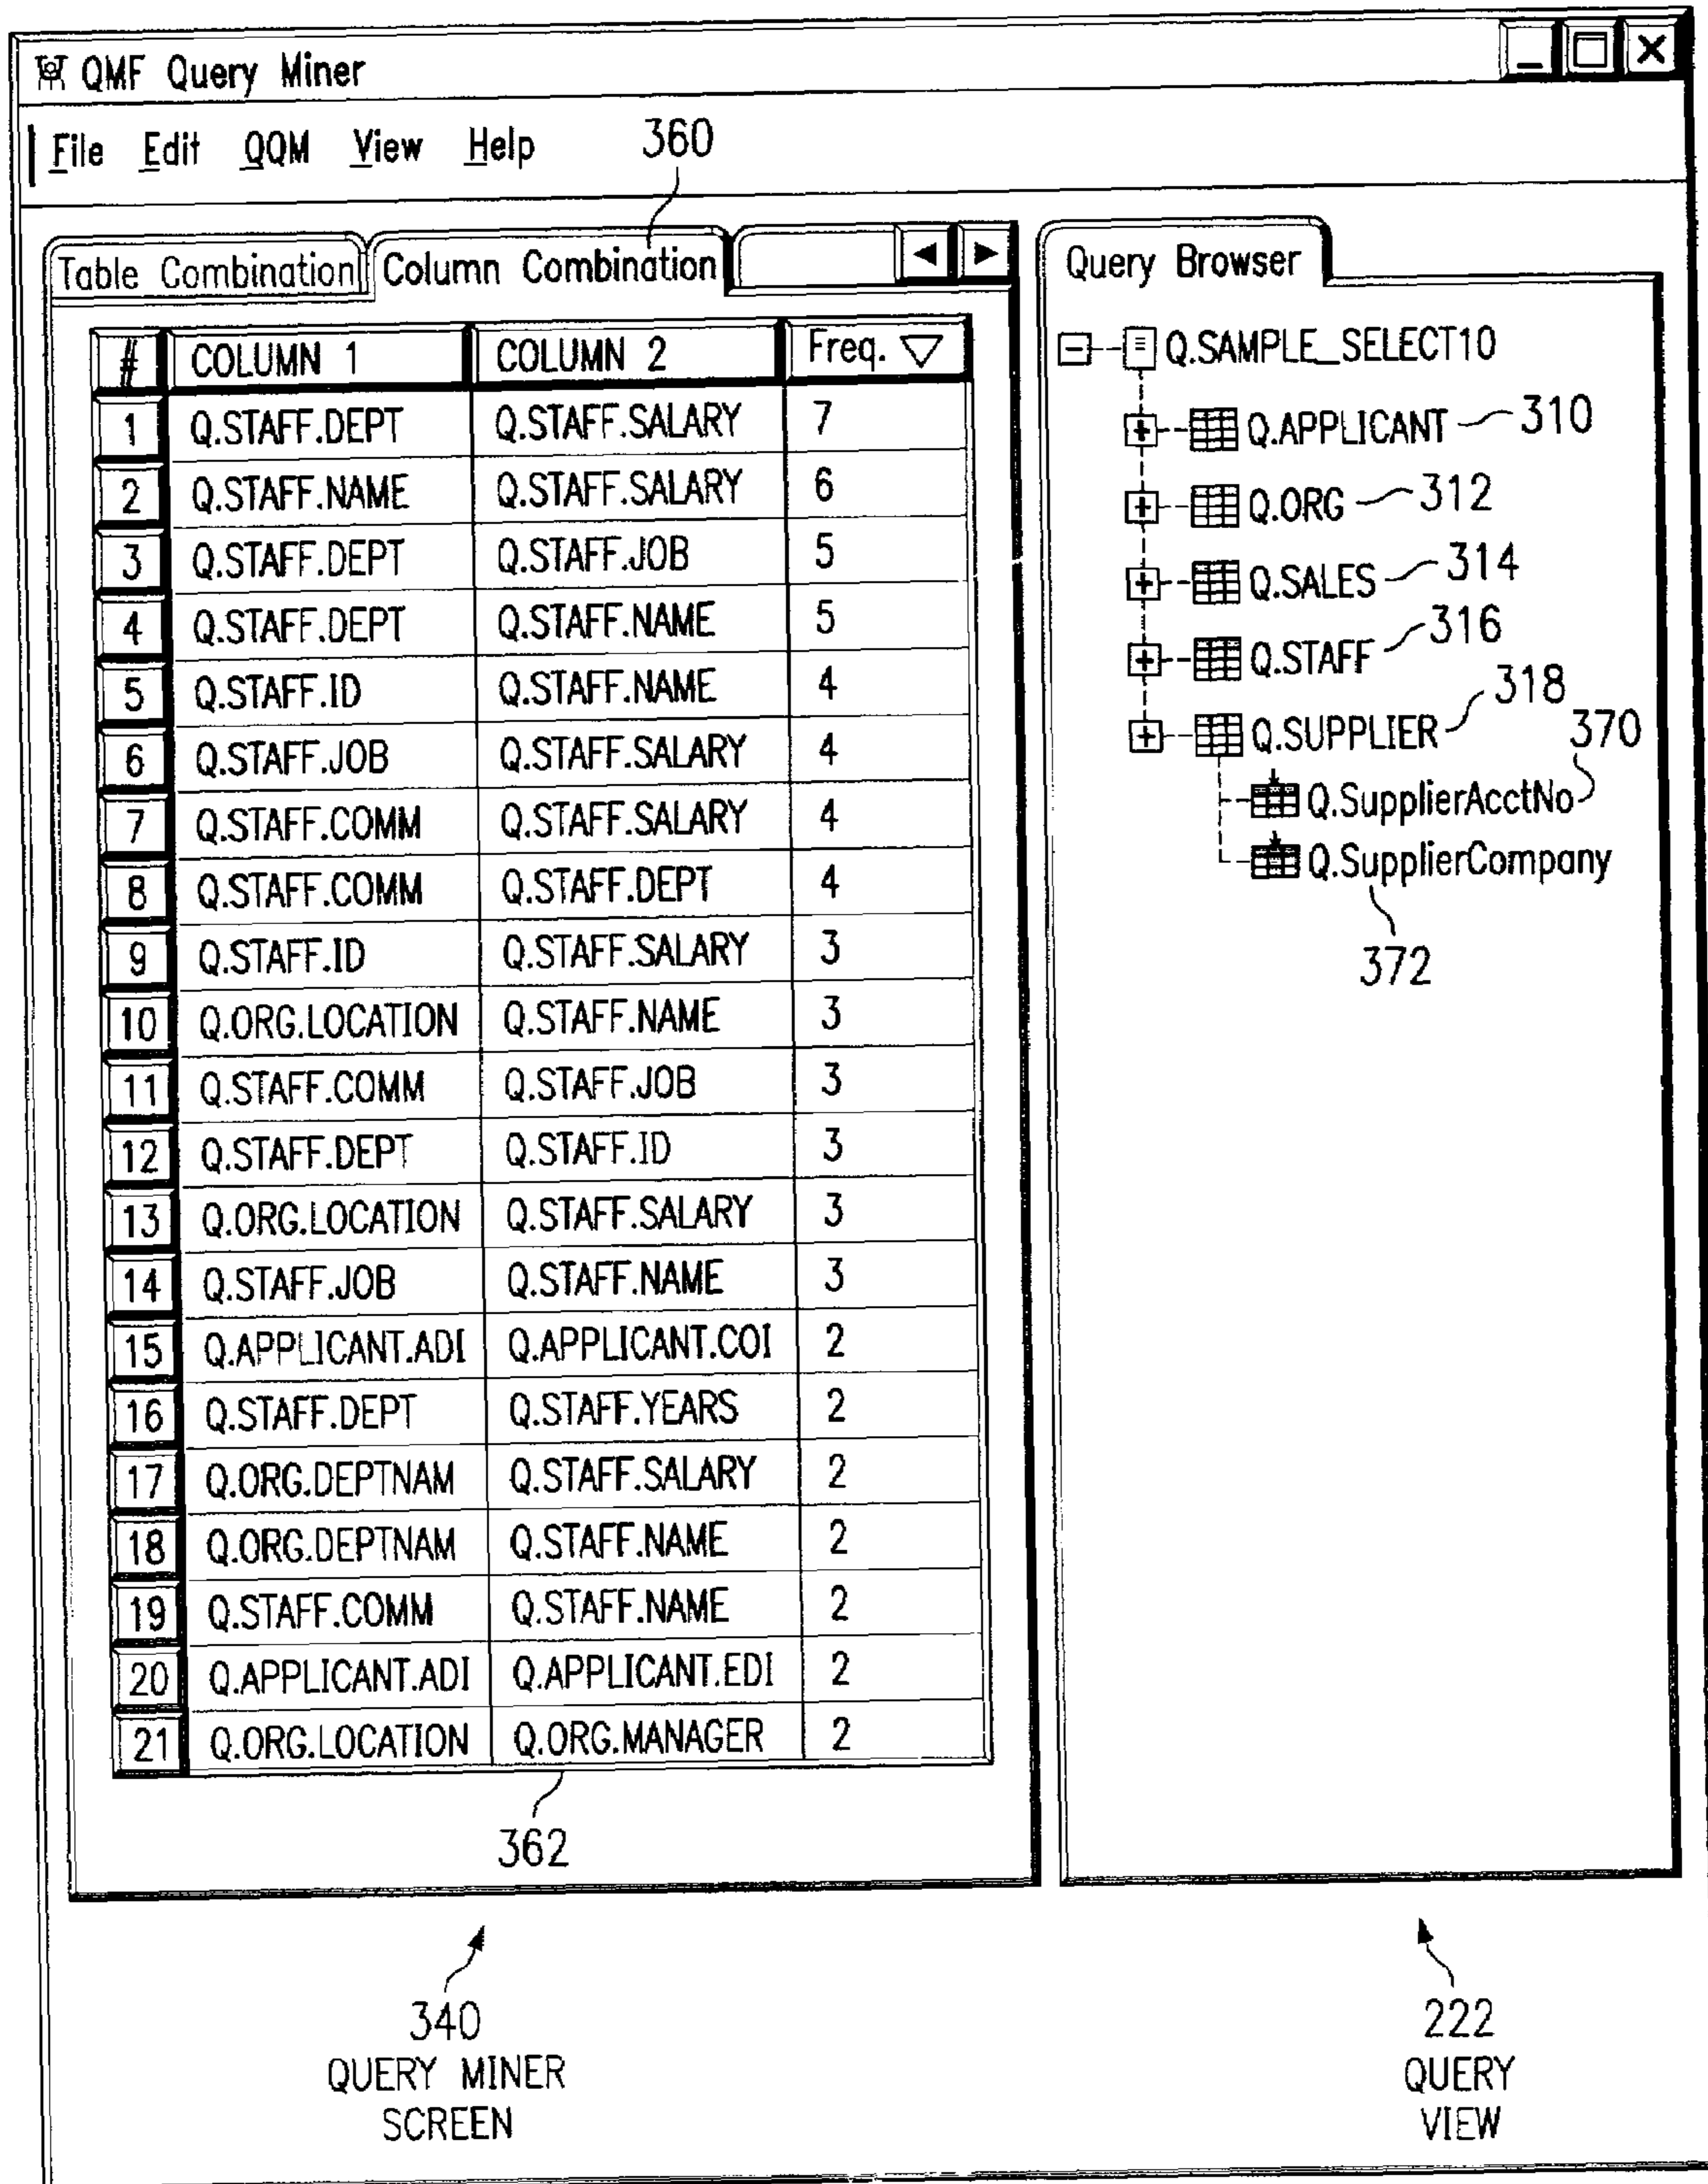 QMF Query Miner
File Edit QQM View Help
360
Table Combination Column Combination
# COLUMN 1 COLUMN 2 Freq.
1 Q.STAFF.DEPT Q.STAFF.SALARY 7
2 Q.STAFF.NAME Q.STAFF.SALARY 6
3 Q.STAFF.DEPT Q.STAFF.JOB 5
4 Q.STAFF.DEPT Q.STAFF.NAME 5
5 Q.STAFF.ID Q.STAFF.NAME 4
6 Q.STAFF.JOB Q.STAFF.SALARY 4
7 Q.STAFF.COMM Q.STAFF.SALARY 4
8 Q.STAFF.COMM Q.STAFF.DEPT 4
9 Q.STAFF.ID Q.STAFF.SALARY 3
10 Q.ORG.LOCATION Q.STAFF.NAME 3
11 Q.STAFF.COMM Q.STAFF.JOB 3
12 Q.STAFF.DEPT Q.STAFF.ID 3
13 Q.ORG.LOCATION Q.STAFF.SALARY 3
14 Q.STAFF.JOB Q.STAFF.NAME 3
15 Q.APPLICANT.ADI Q.APPLICANT.COI 2
16 Q.STAFF.DEPT Q.STAFF.YEARS 2
17 Q.ORG.DEPTNAM Q.STAFF.SALARY 2
18 Q.ORG.DEPTNAM Q.STAFF.NAME 2
19 Q.STAFF.COMM Q.STAFF.NAME 2
20 Q.APPLICANT.ADI Q.APPLICANT.EDI 2
21 Q.ORG.LOCATION Q.ORG.MANAGER 2
362
340
QUERY MINER
SCREEN
Query Browser
Q.SAMPLE_SELECT10
Q.APPLICANT 310
Q.ORG 312
Q.SALES 314
Q.STAFF 316
Q.SUPPLIER 318
370
Q.SupplierAcctNo
Q.SupplierCompany
372
222
QUERY
VIEW